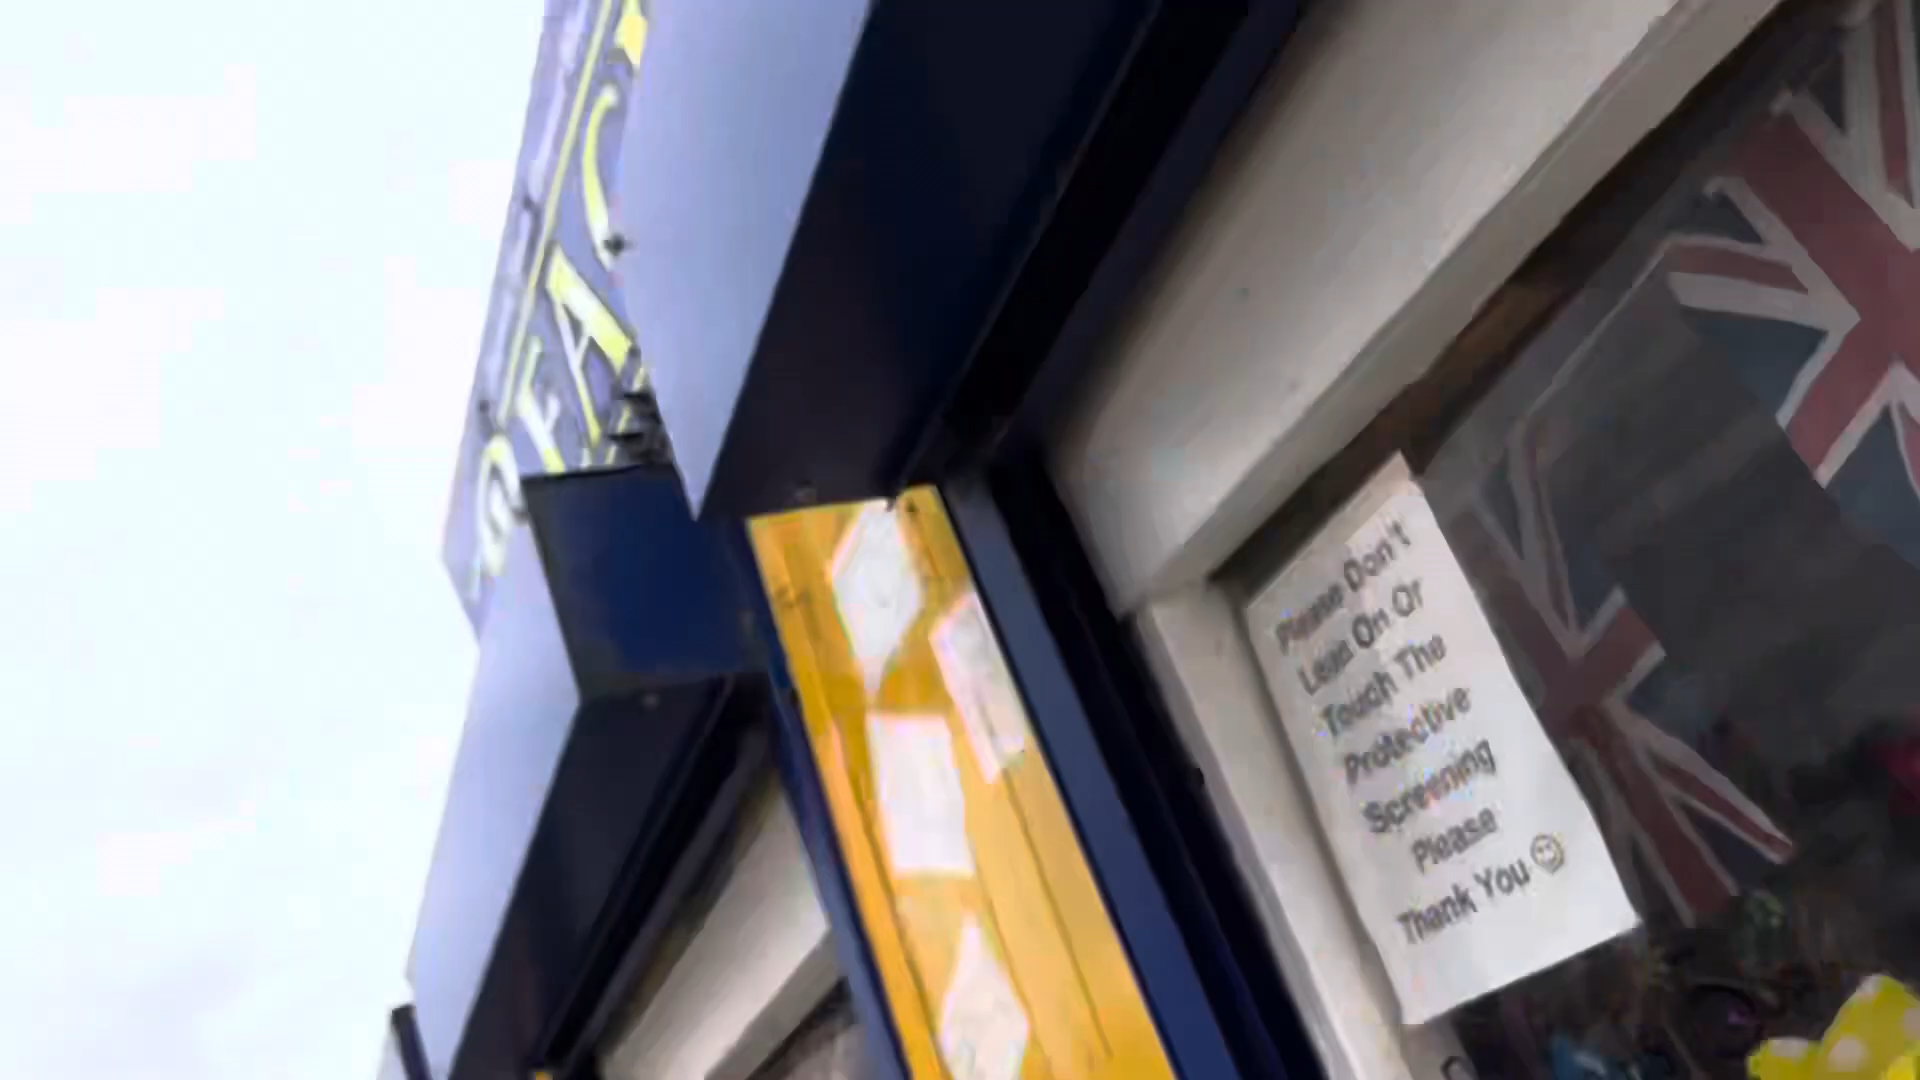 Please Don't
Lean On Or
Touch The
Protective
Screening
Please
Thank You ☺